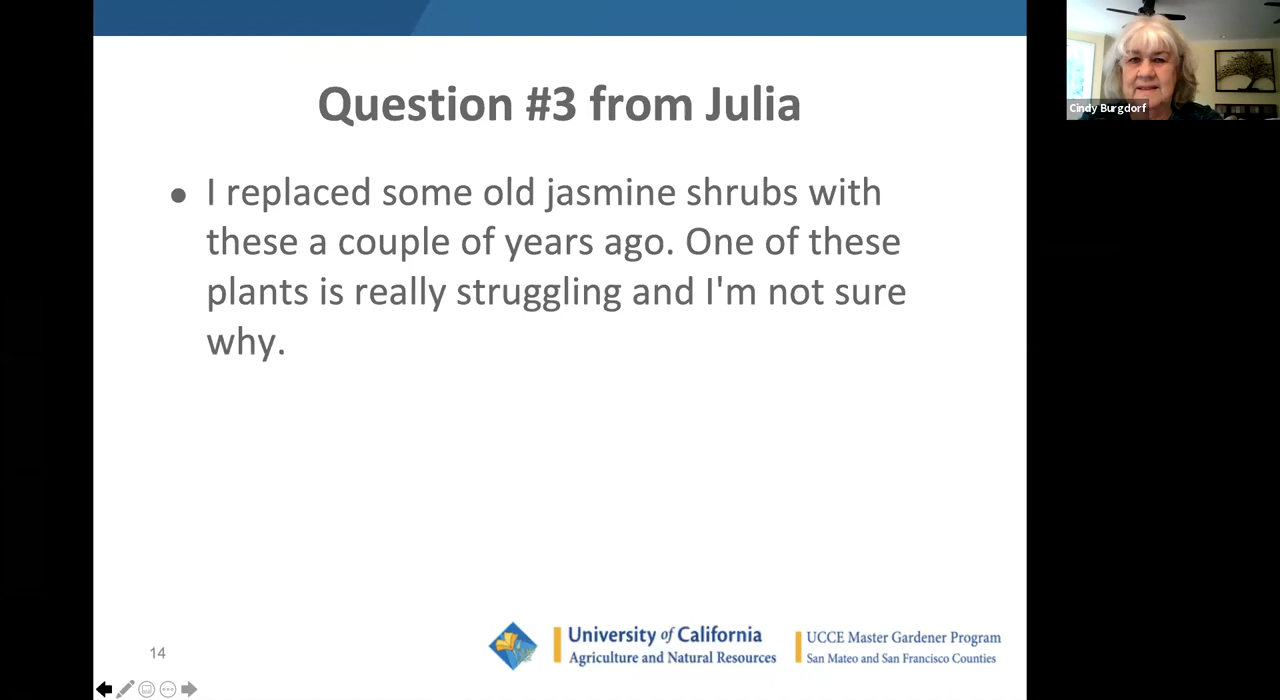 Question #3 from Julia
Cindy Burgdorf
● I replaced some old jasmine shrubs with
these a couple of years ago. One of these
plants is really struggling and I'm not sure
why.
University of California
Agriculture and Natural Resources
UCCE Master Gardener Program
San Mateo and San Francisco Counties
14